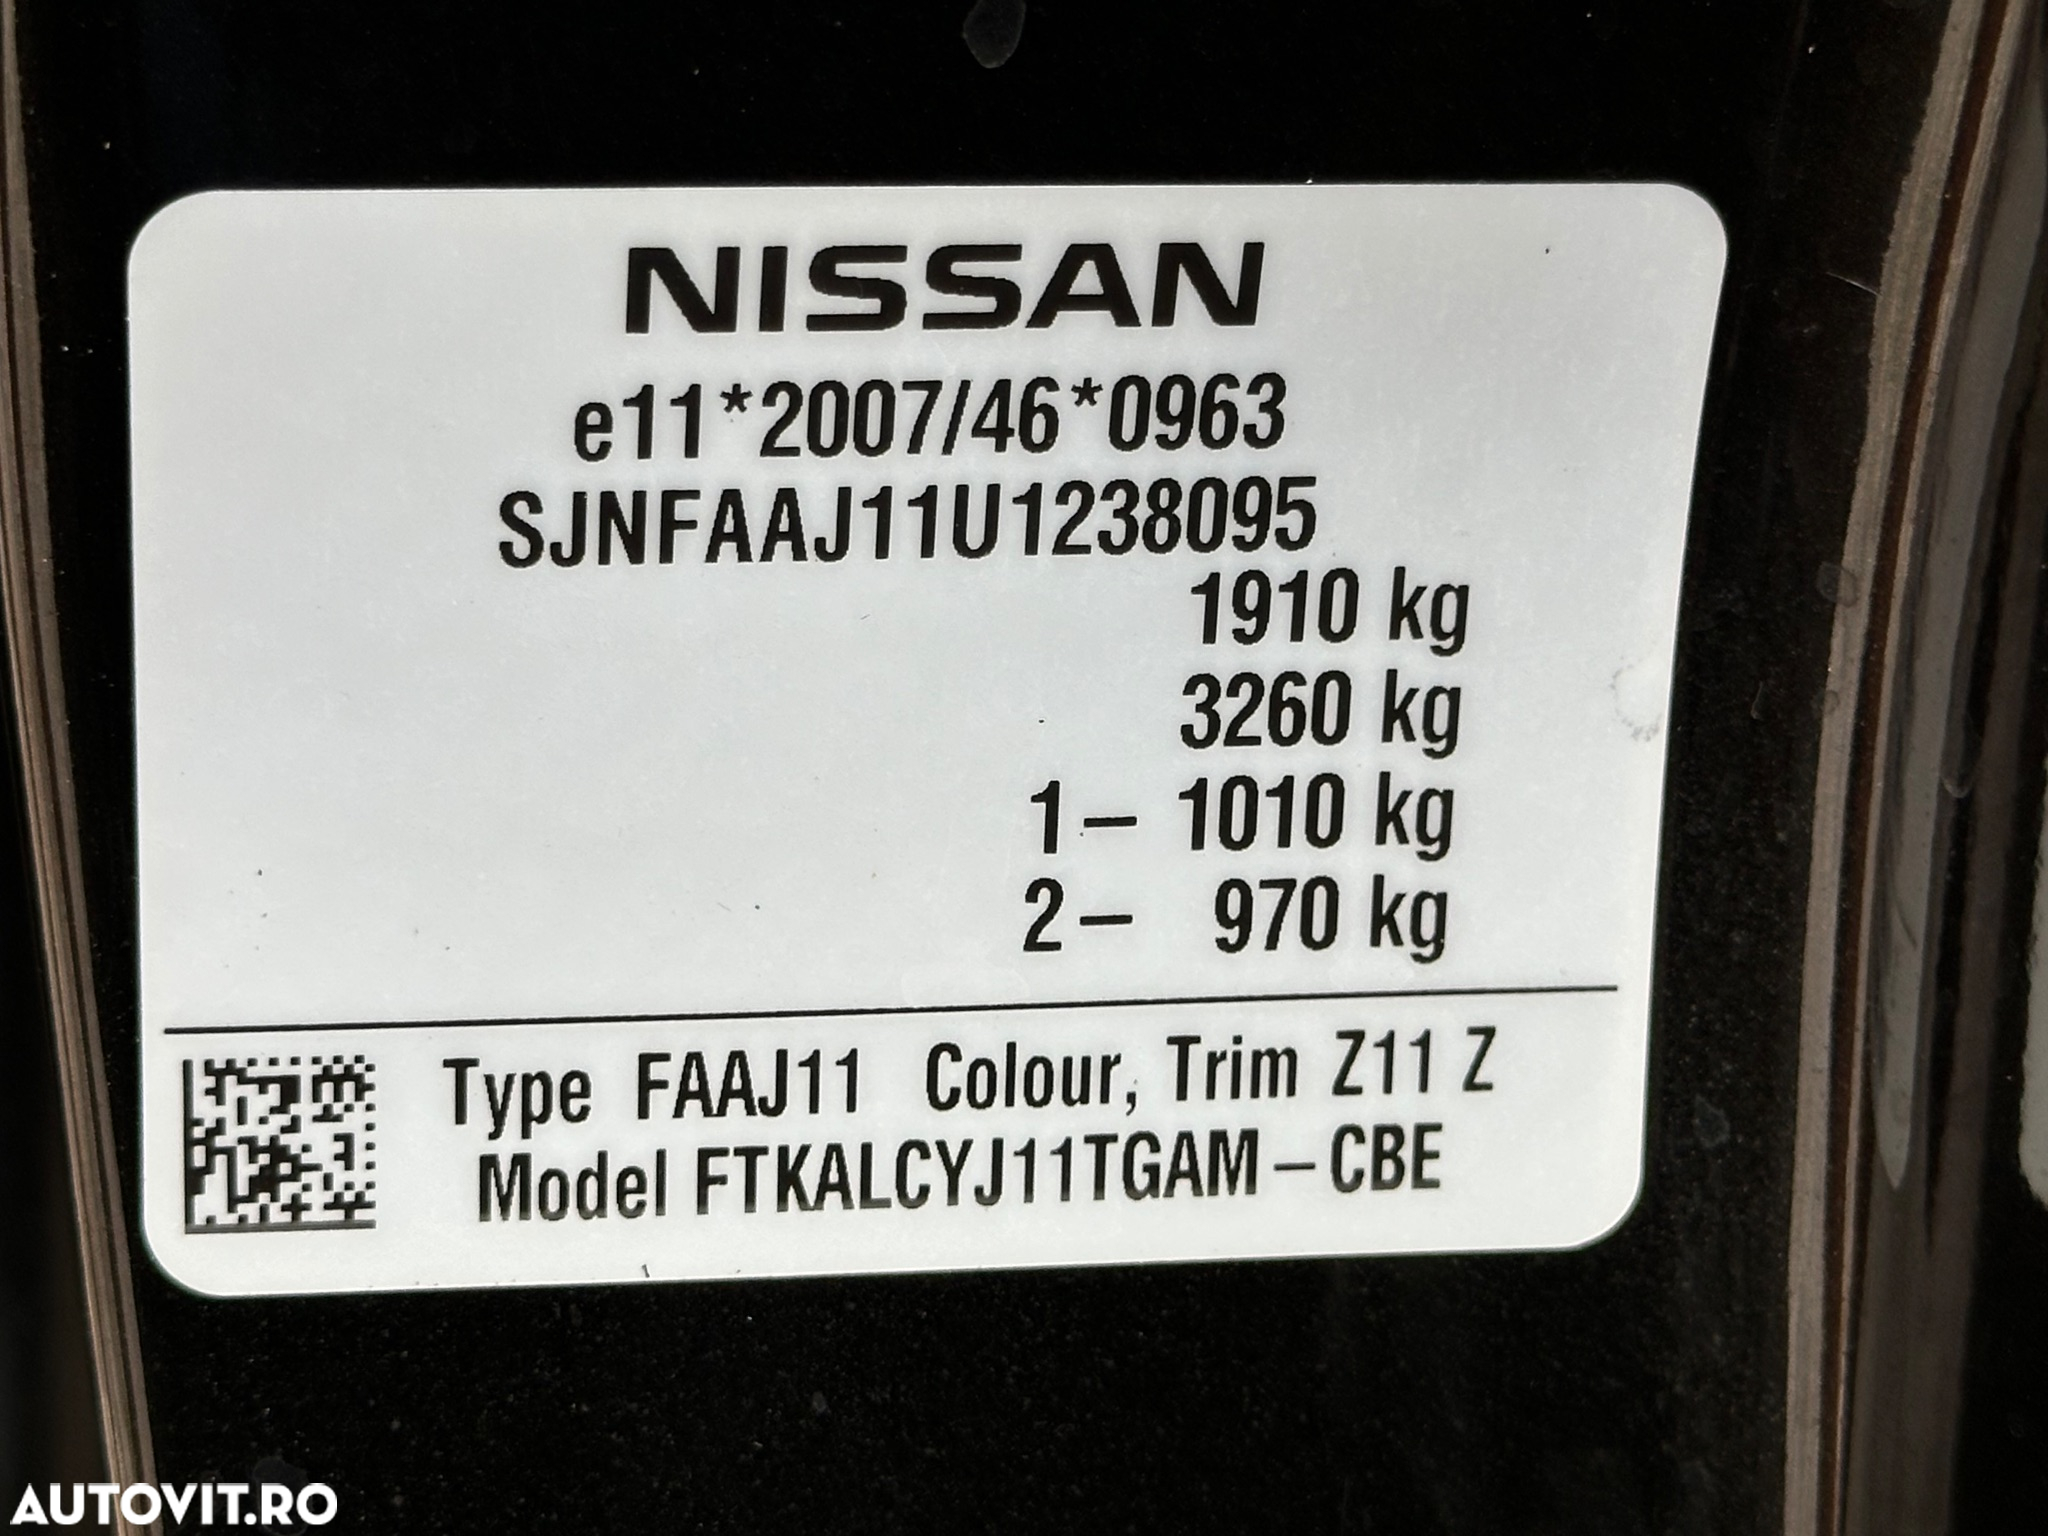 NISSAN
e11*2007/46*0963
SJNFAAJ11U1238095
1910 kg
3260 kg
1– 1010 kg
2– 970 kg
Type FAAJ11 Colour, Trim Z11 Z
Model FTKALCYJ11TGAM–CBE
AUTOVIT.RO